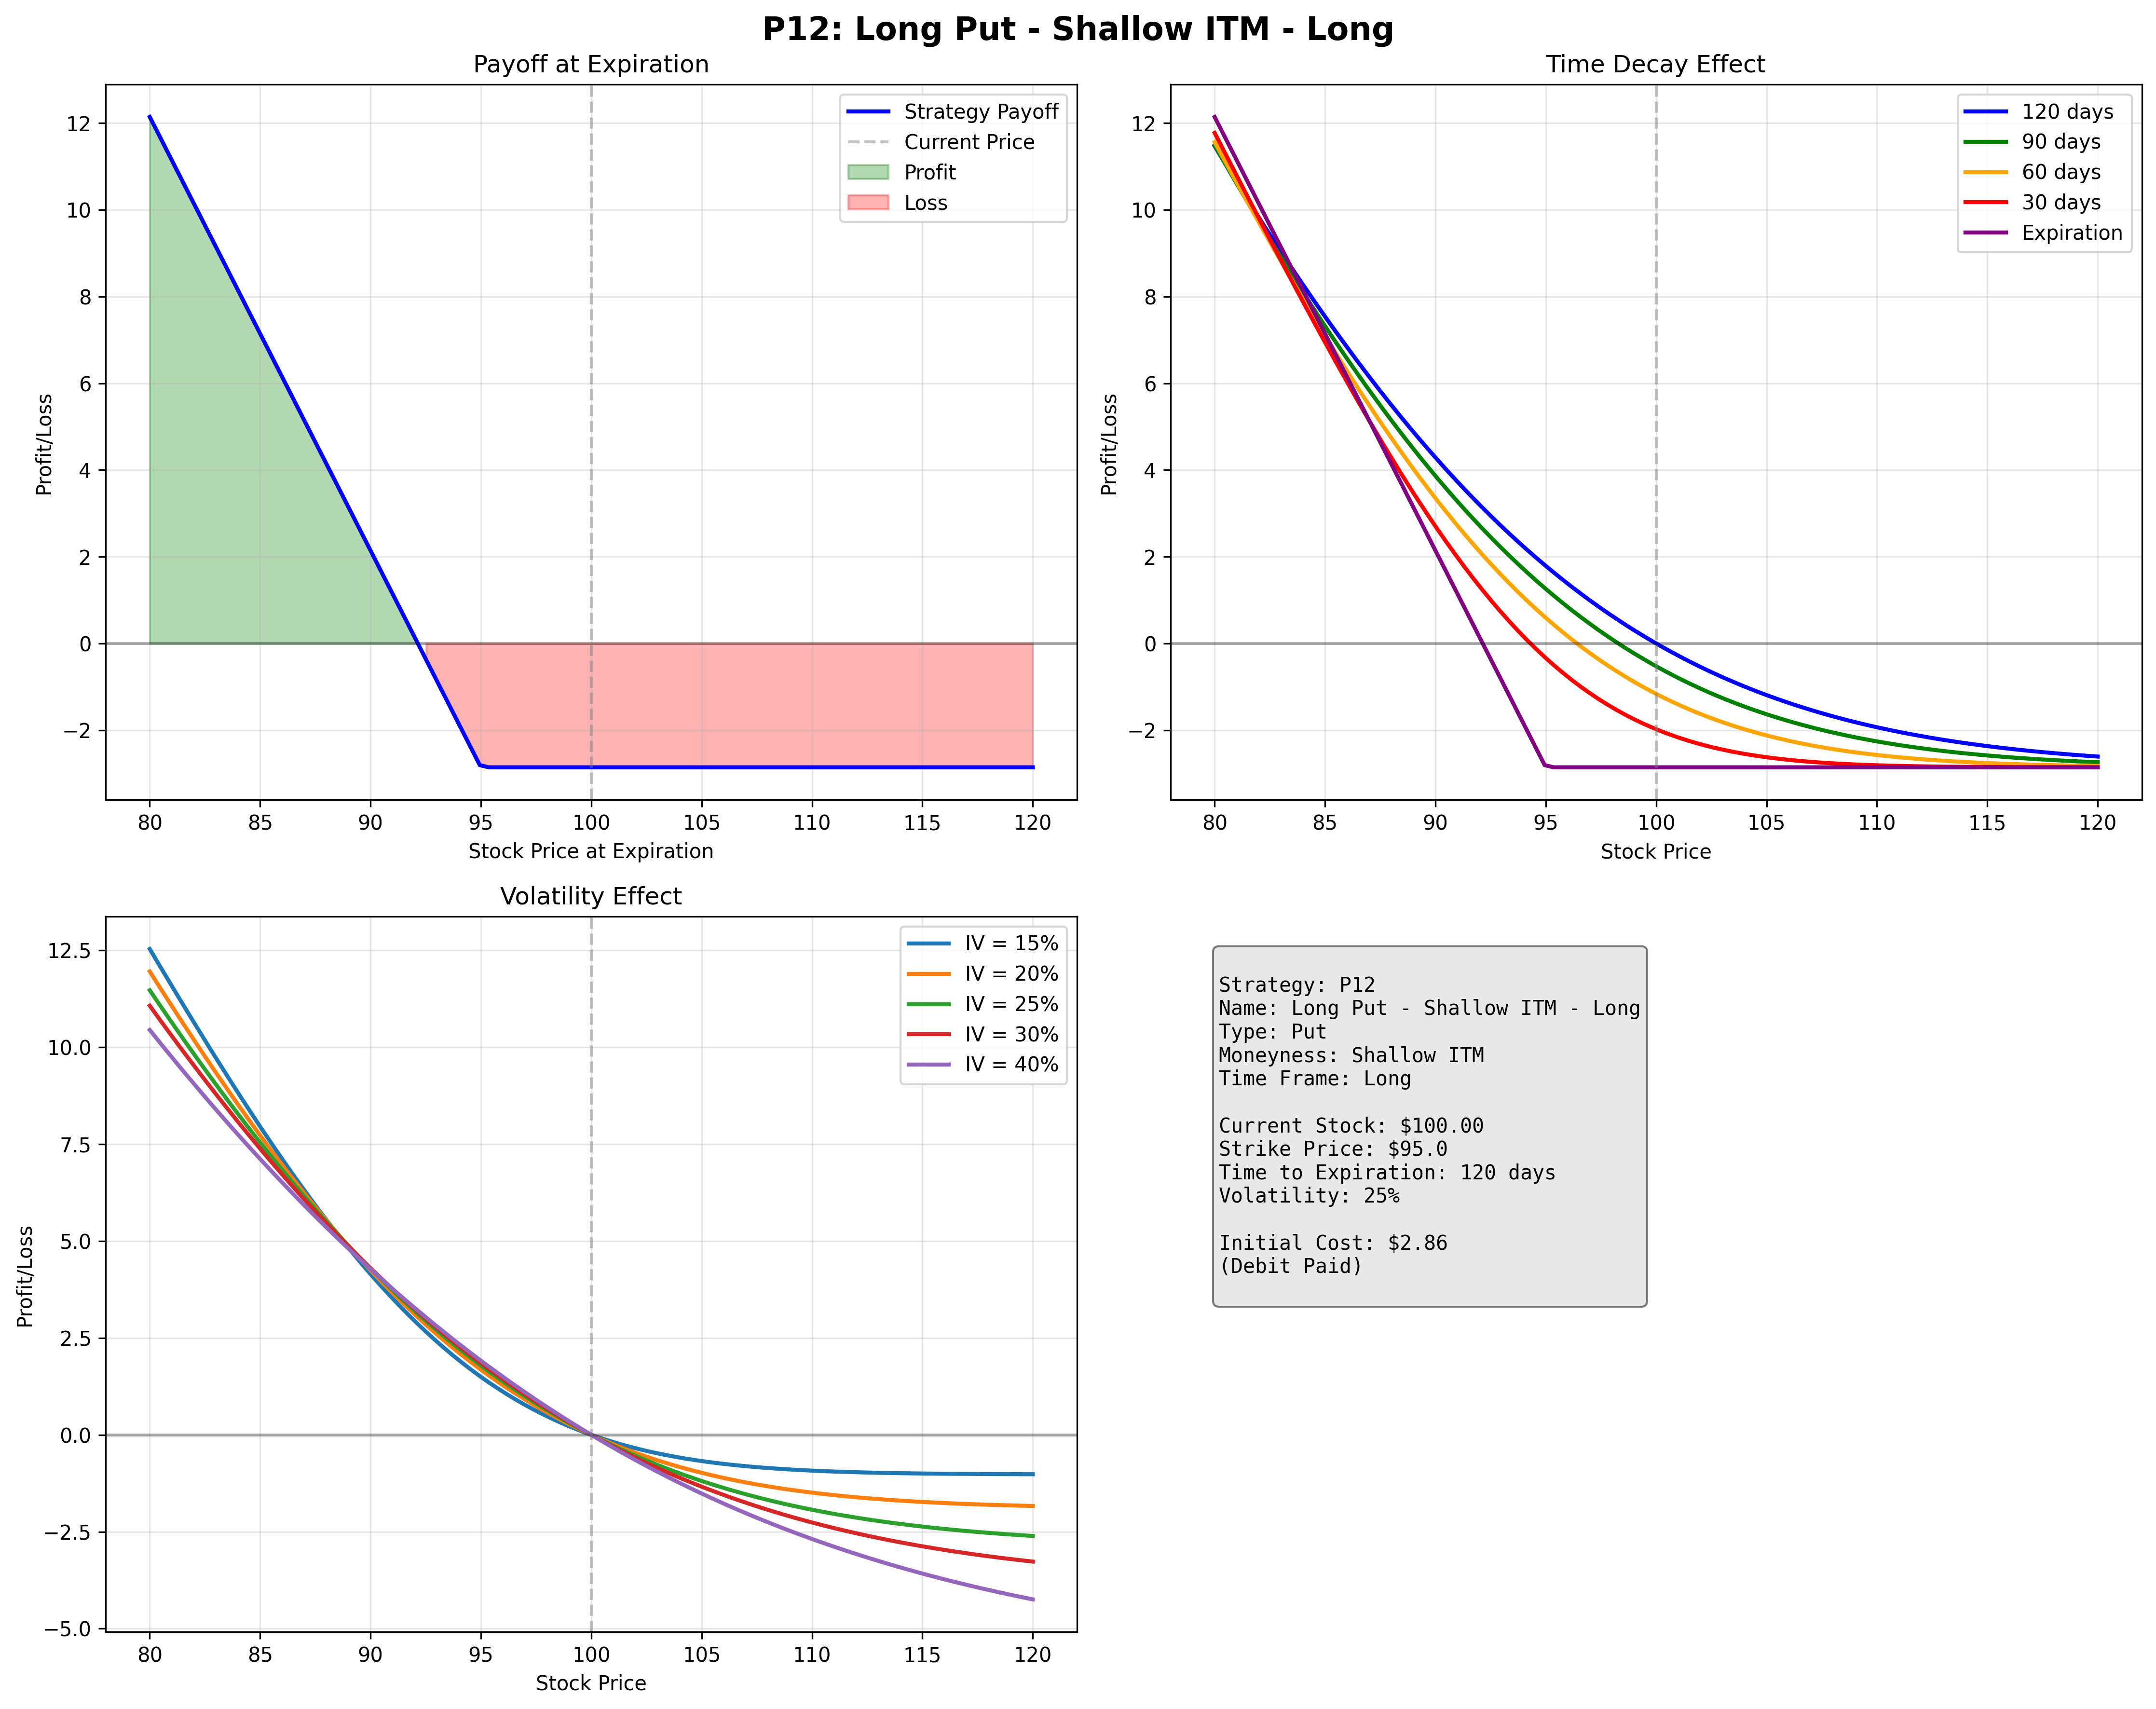 P12: Long Put - Shallow ITM - Long
Payoff at Expiration
Strategy Payoff
Current Price
Profit
Loss
12
10
8
6
4
2
0
−2
Profit/Loss
80 85 90 95 100 105 110 115 120
Stock Price at Expiration
Time Decay Effect
120 days
90 days
60 days
30 days
Expiration
12
10
8
6
4
2
0
−2
Profit/Loss
80 85 90 95 100 105 110 115 120
Stock Price
Volatility Effect
IV = 15%
IV = 20%
IV = 25%
IV = 30%
IV = 40%
12.5
10.0
7.5
5.0
2.5
0.0
−2.5
−5.0
Profit/Loss
80 85 90 95 100 105 110 115 120
Stock Price
Strategy: P12
Name: Long Put - Shallow ITM - Long
Type: Put
Moneyness: Shallow ITM
Time Frame: Long
Current Stock: $100.00
Strike Price: $95.0
Time to Expiration: 120 days
Volatility: 25%
Initial Cost: $2.86
(Debit Paid)